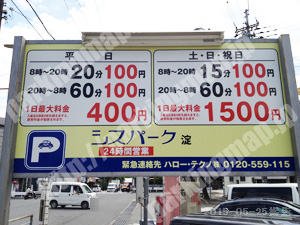 平 日
8時～20時 20分100円
20時～8時 60分100円
1日最大料金 400円
土・日・祝日
8時～20時 15分100円
20時～8時 60分100円
1日最大料金 1500円
P
シスパーク 淀
24時間営業
緊急連絡先 ハロー・テクノ㈱ 0120-559-115